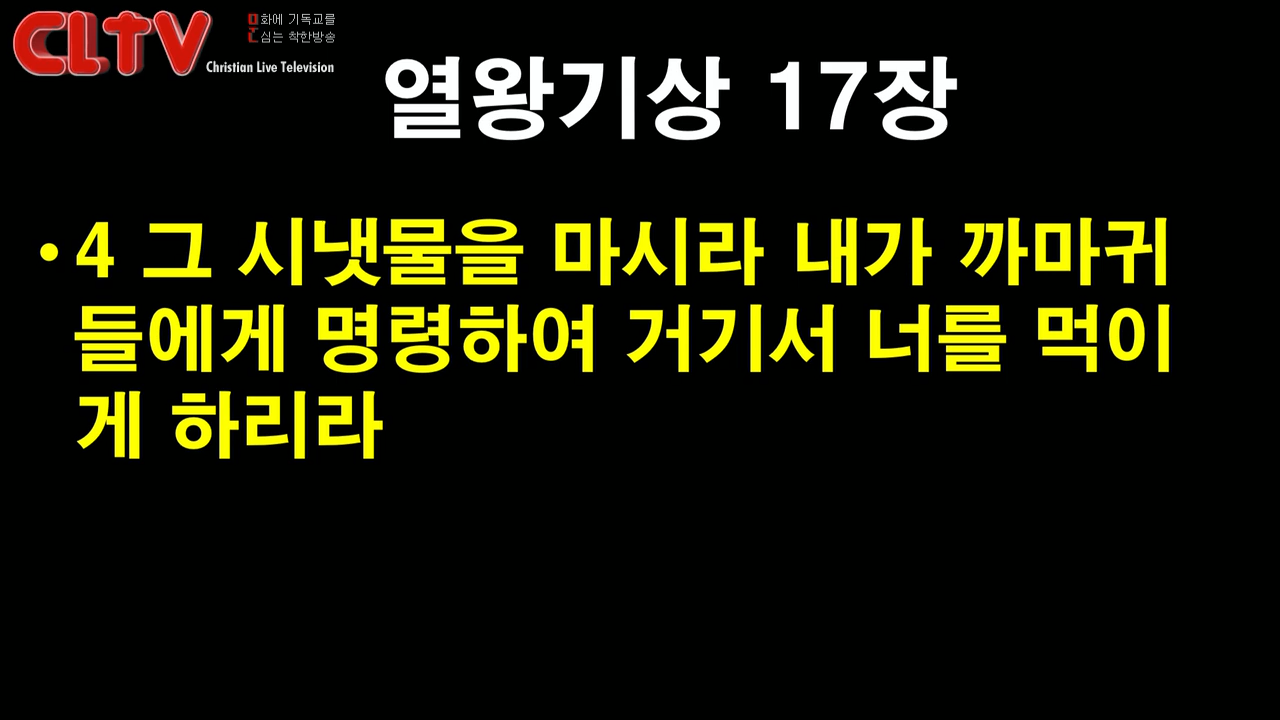 CLTV
문화에 기독교를
심는 착한방송
Christian Live Television
열왕기상 17장
• 4 그 시냇물을 마시라 내가 까마귀
들에게 명령하여 거기서 너를 먹이
게 하리라